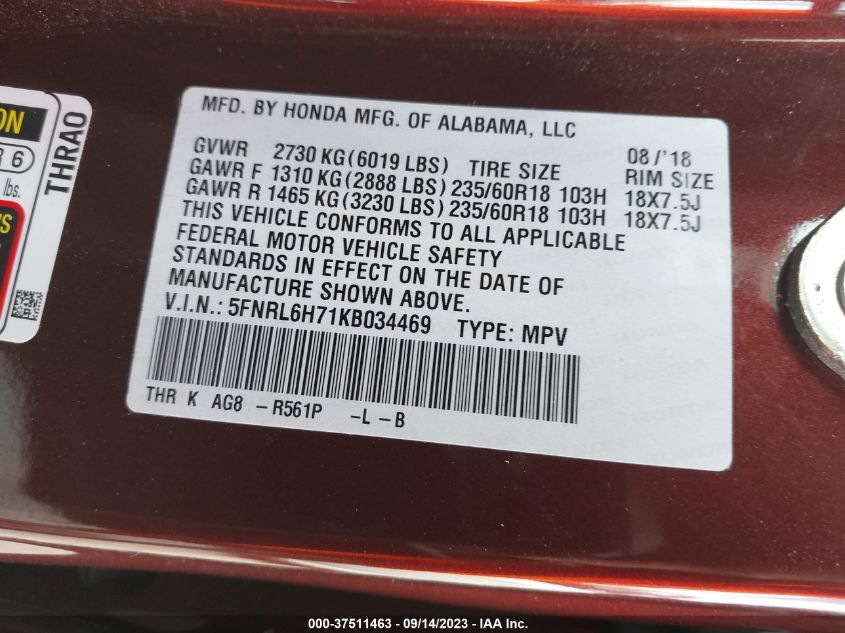 ON
R 6
lbs.
S
THRAO
MFD. BY HONDA MFG. OF ALABAMA, LLC
08/'18
GVWR 2730 KG(6019 LBS) TIRE SIZE RIM SIZE
GAWR F 1310 KG(2888 LBS) 235/60R18 103H 18X7.5J
GAWR R 1465 KG(3230 LBS) 235/60R18 103H 18X7.5J
THIS VEHICLE CONFORMS TO ALL APPLICABLE
FEDERAL MOTOR VEHICLE SAFETY
STANDARDS IN EFFECT ON THE DATE OF
MANUFACTURE SHOWN ABOVE.
V.I.N.: 5FNRL6H71KB034469 TYPE: MPV
THR K AG8 -R561P -L-B
000-37511463 - 09/14/2023 - IAA Inc.